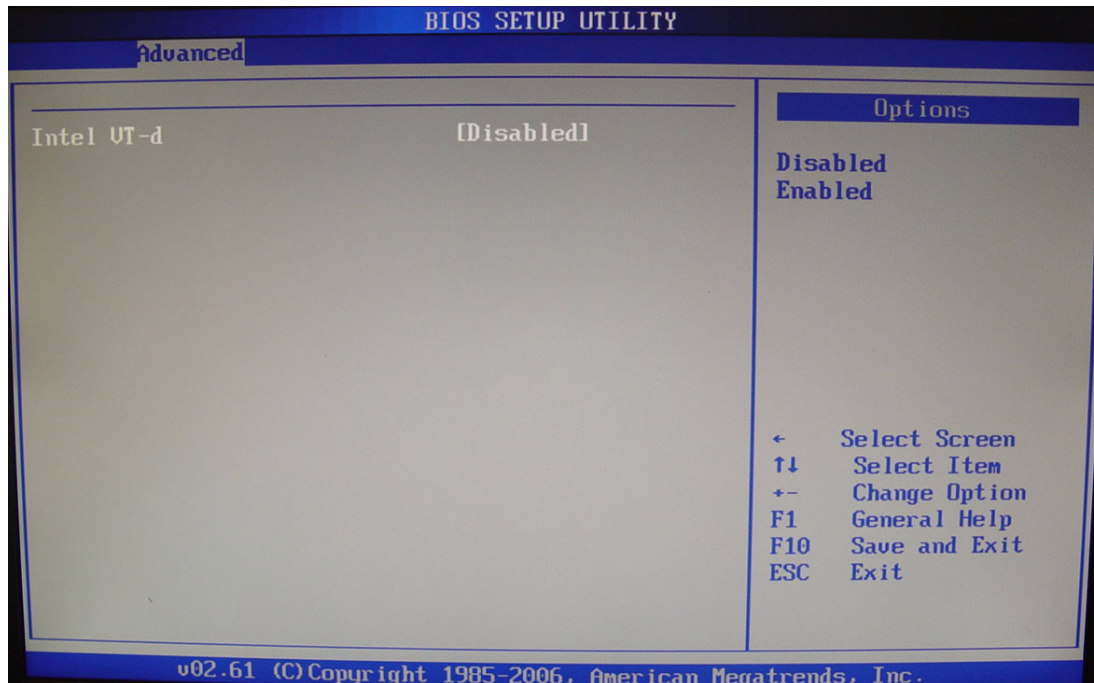 BIOS SETUP UTILITY
Advanced
Intel VT-d [Disabled]
Options
Disabled
Enabled
← Select Screen
↑↓ Select Item
+- Change Option
F1 General Help
F10 Save and Exit
ESC Exit
v02.61 (C)Copyright 1985-2006, American Megatrends, Inc.